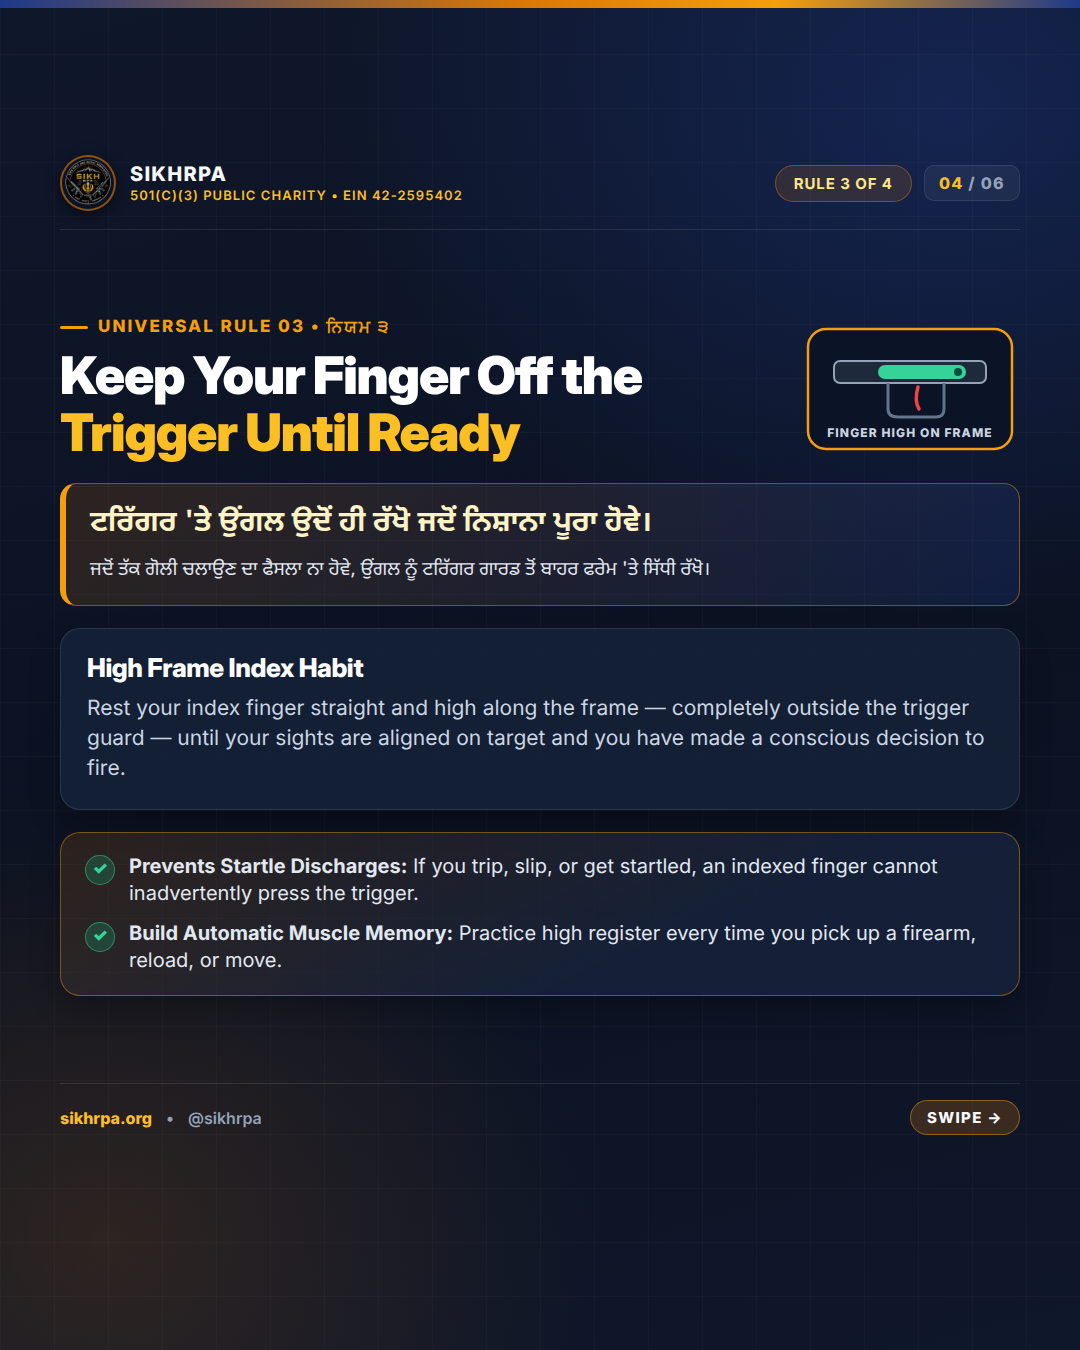 SIKH
SIKHRPA
501(C)(3) PUBLIC CHARITY • EIN 42-2595402
RULE 3 OF 4
04 / 06
UNIVERSAL RULE 03 • ਨਿਯਮ ੩
Keep Your Finger Off the
Trigger Until Ready
FINGER HIGH ON FRAME
ਟਰਿੱਗਰ 'ਤੇ ਉਂਗਲ ਉਦੋਂ ਹੀ ਰੱਖੋ ਜਦੋਂ ਨਿਸ਼ਾਨਾ ਪੂਰਾ ਹੋਵੇ।
ਜਦੋਂ ਤੱਕ ਗੋਲੀ ਚਲਾਉਣ ਦਾ ਫੈਸਲਾ ਨਾ ਹੋਵੇ, ਉਂਗਲ ਨੂੰ ਟਰਿੱਗਰ ਗਾਰਡ ਤੋਂ ਬਾਹਰ ਫਰੇਮ 'ਤੇ ਸਿੱਧੀ ਰੱਖੋ।
High Frame Index Habit
Rest your index finger straight and high along the frame — completely outside the trigger
guard — until your sights are aligned on target and you have made a conscious decision to
fire.
Prevents Startle Discharges: If you trip, slip, or get startled, an indexed finger cannot
inadvertently press the trigger.
Build Automatic Muscle Memory: Practice high register every time you pick up a firearm,
reload, or move.
sikhrpa.org • @sikhrpa
SWIPE →